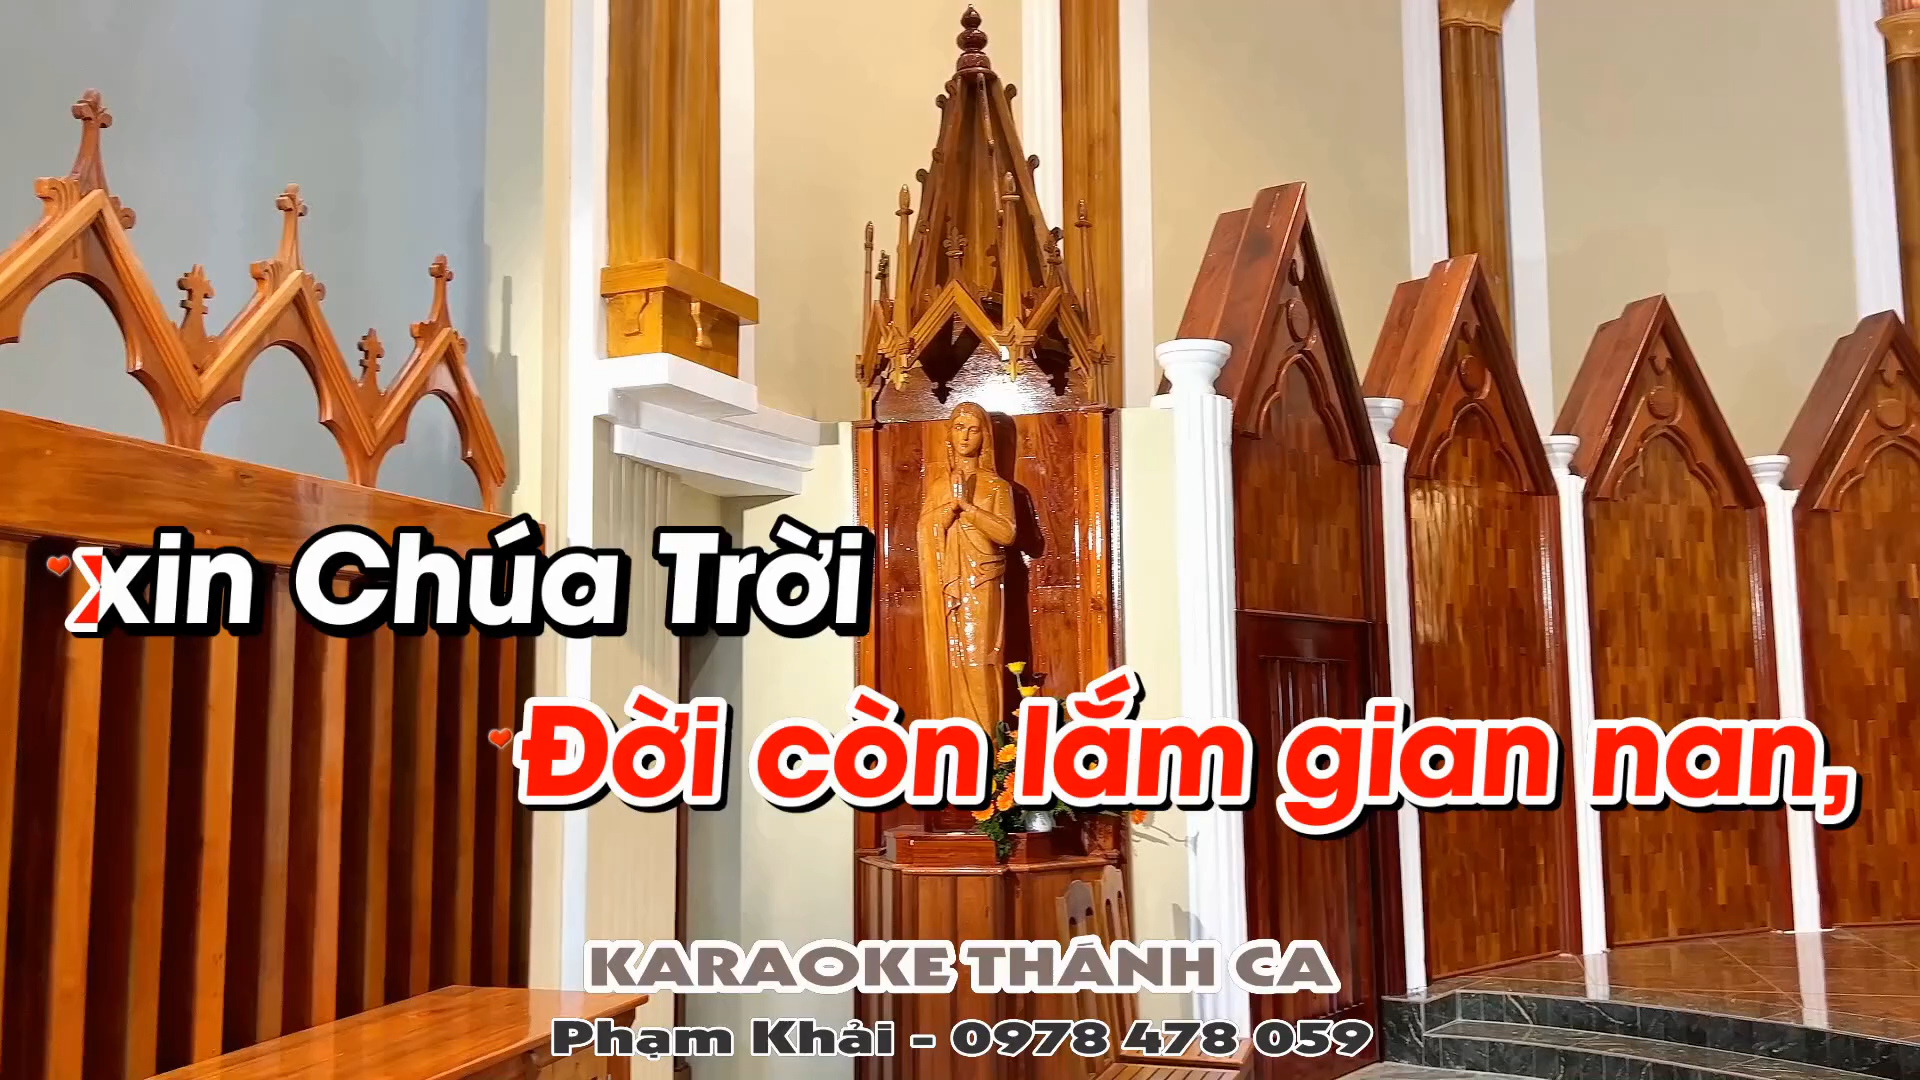 xin Chúa Trời
Đời còn lắm gian nan,
KARAOKE THÁNH CA
Phạm Khải - 0978 478 059